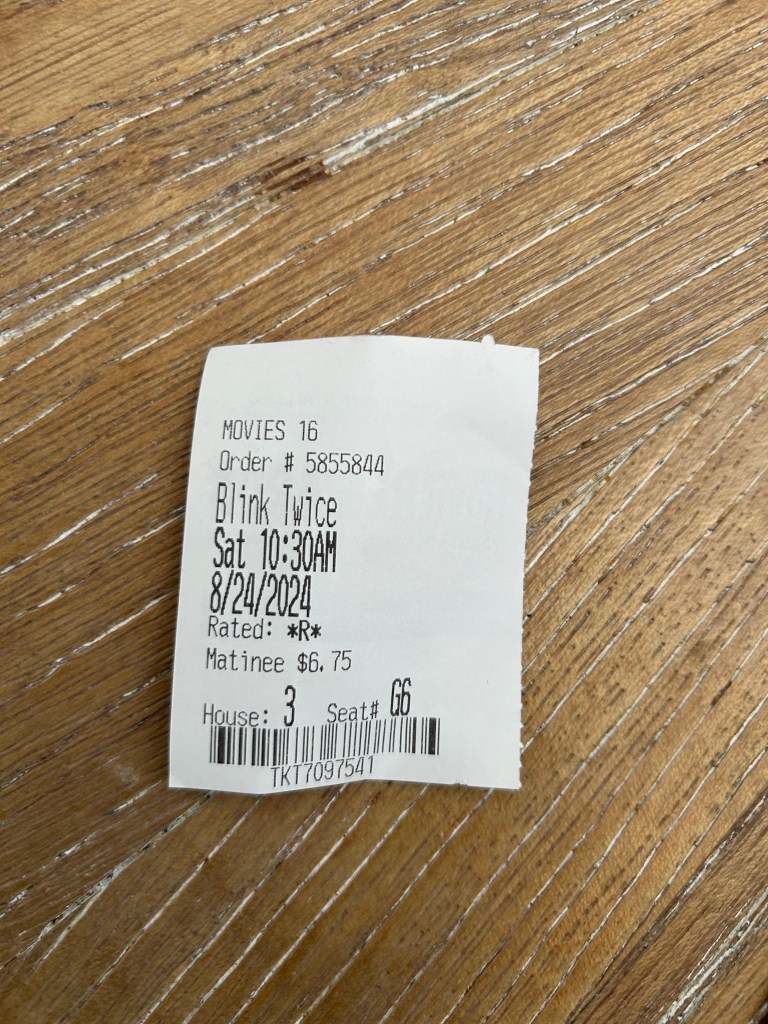 MOVIES 16
Order # 5855844
Blink Twice
Sat 10:30AM
8/24/2024
Rated: *R*
Matinee $6.75
House: 3 Seat# G6
TKT7097541